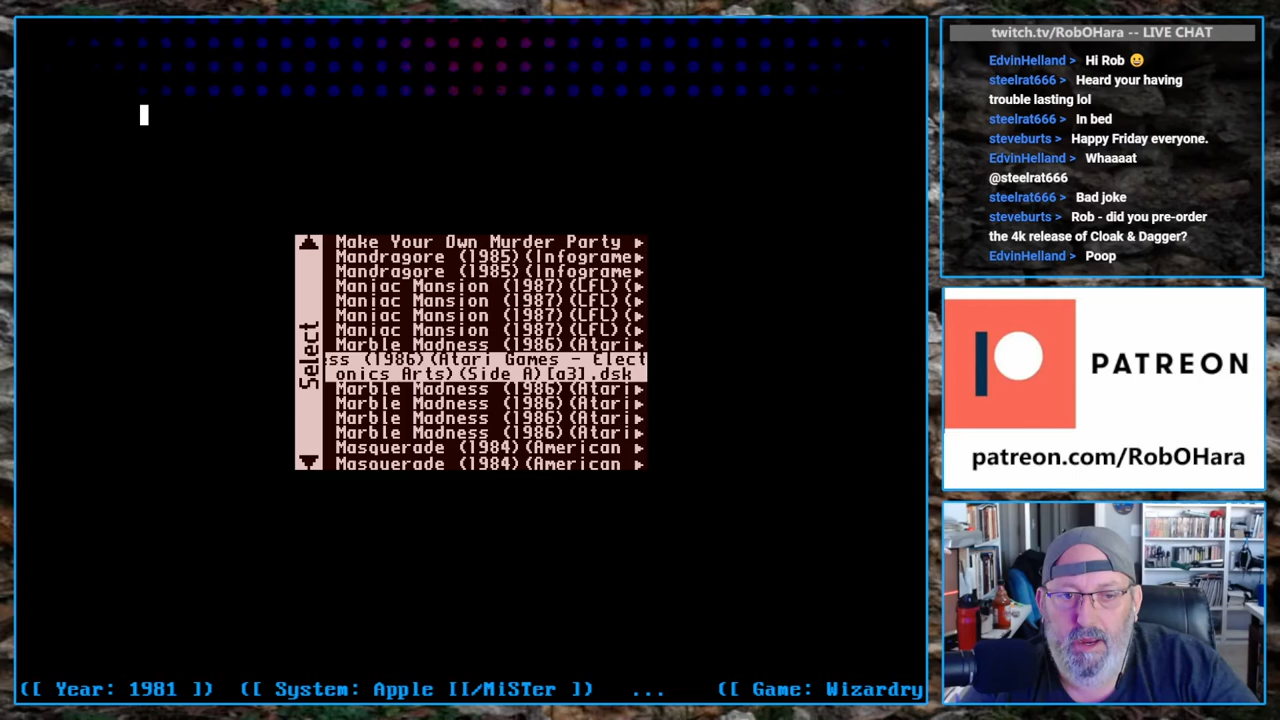 Make Your Own Murder Party
Mandragore (1985)(Infograme
Mandragore (1985)(Infograme
Maniac Mansion (1987)(LFL)(
Maniac Mansion (1987)(LFL)(
Maniac Mansion (1987)(LFL)(
Maniac Mansion (1987)(LFL)(
Marble Madness (1986)(Atari
ss (1986)(Atari Games - Elect
onics Arts)(Side A)[a3].dsk
Marble Madness (1986)(Atari
Marble Madness (1986)(Atari
Marble Madness (1986)(Atari
Marble Madness (1986)(Atari
Masquerade (1984)(American
Masquerade (1984)(American
Select
([ Year: 1981 ]) ([ System: Apple ][/MiSTer ]) ... ([ Game: Wizardry
twitch.tv/RobOHara -- LIVE CHAT
EdvinHelland > Hi Rob 😀
steelrat666 > Heard your having
trouble lasting lol
steelrat666 > In bed
steveburts > Happy Friday everyone.
EdvinHelland > Whaaaat
@steelrat666
steelrat666 > Bad joke
steveburts > Rob - did you pre-order
the 4k release of Cloak & Dagger?
EdvinHelland > Poop
PATREON
patreon.com/RobOHara